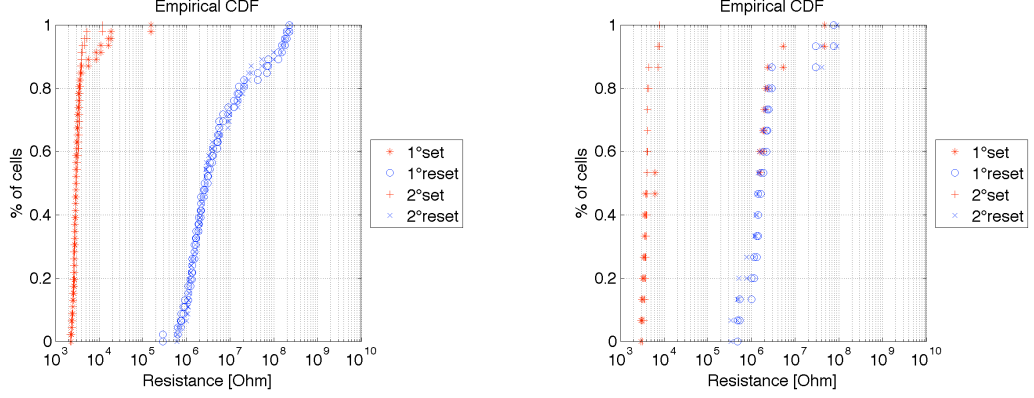 Empirical CDF
1
0.8
0.6
0.4
0.2
0
% of cells
10^3 10^4 10^5 10^6 10^7 10^8 10^9 10^10
Resistance [Ohm]
1°set
1°reset
2°set
2°reset
Empirical CDF
1
0.8
0.6
0.4
0.2
0
% of cells
10^3 10^4 10^5 10^6 10^7 10^8 10^9 10^10
Resistance [Ohm]
1°set
1°reset
2°set
2°reset